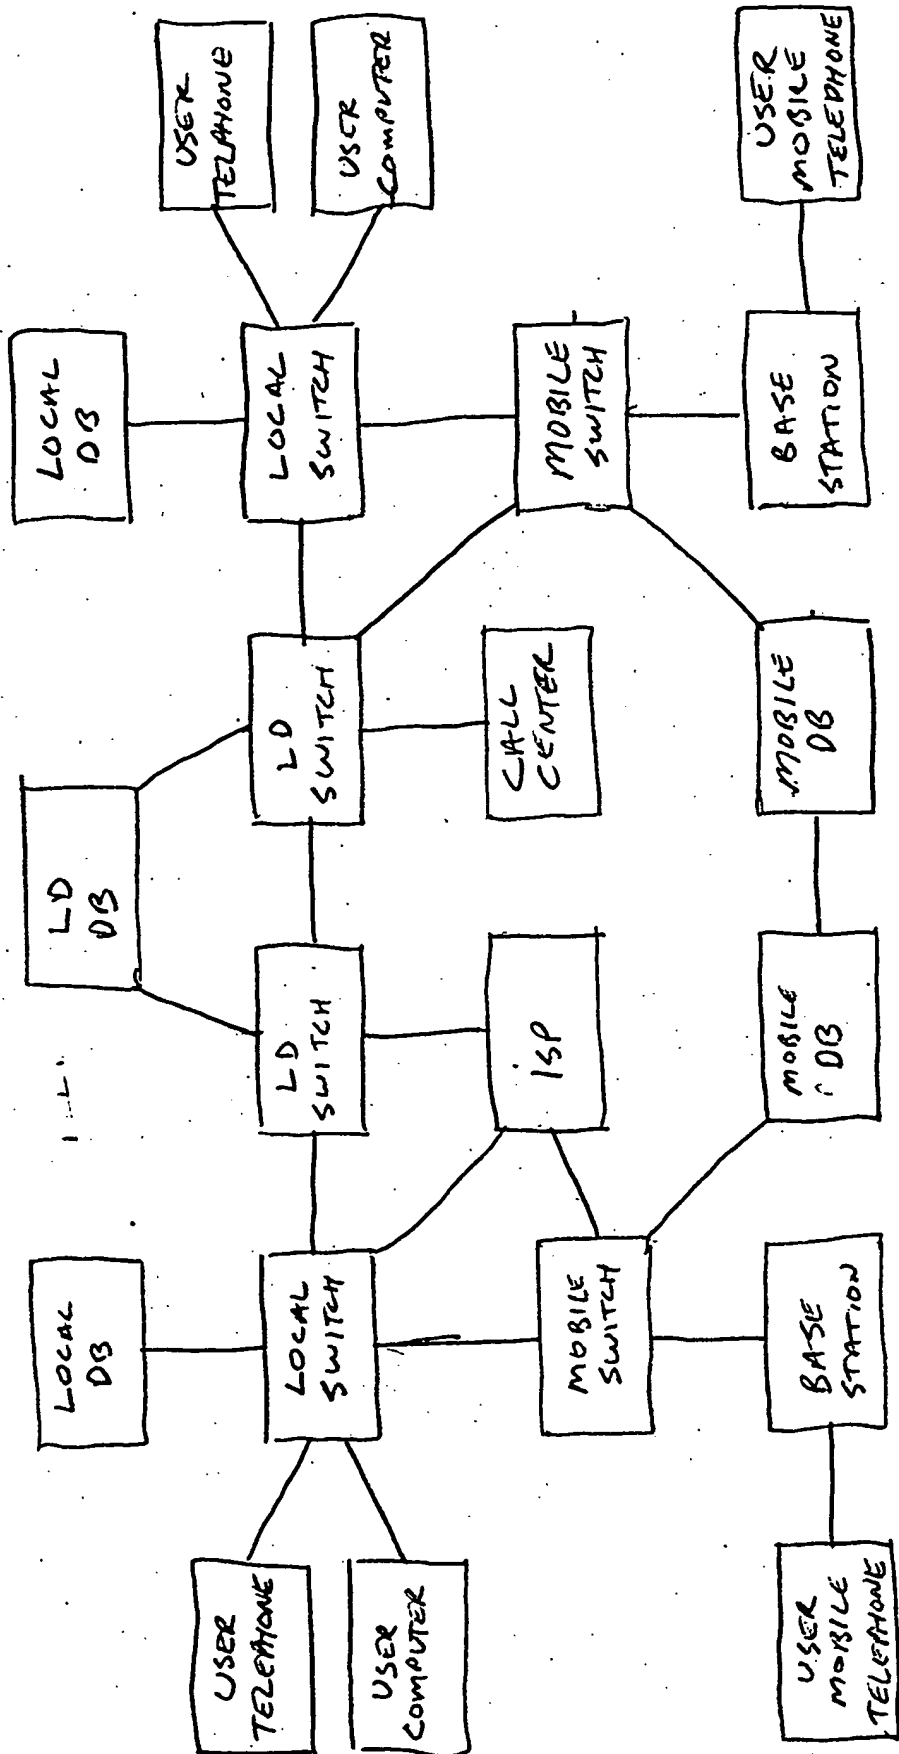 LOCAL
DB
LD
DB
LOCAL
DB
USER
TELEPHONE
USER
COMPUTER
LOCAL
SWITCH
LD
SWITCH
LD
SWITCH
LOCAL
SWITCH
USER
TELEPHONE
USER
COMPUTER
MOBILE
SWITCH
ISP
CALL
CENTER
MOBILE
SWITCH
USER
MOBILE
TELEPHONE
BASE
STATION
MOBILE
DB
MOBILE
DB
BASE
STATION
USER
MOBILE
TELEPHONE